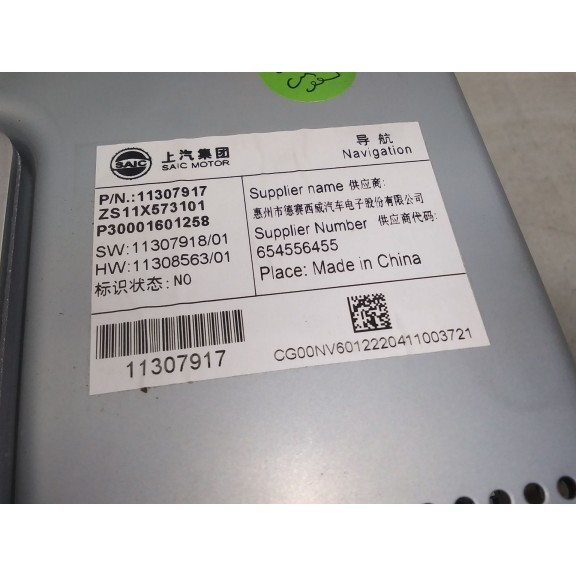 SAIC
上汽集团
SAIC MOTOR
导航
Navigation
P/N.:11307917
ZS11X573101
P30001601258
SW:11307918/01
HW:11308563/01
标识状态: NO
Supplier name 供应商:
惠州市德赛西威汽车电子股份有限公司
Supplier Number 供应商代码:
654556455
Place: Made in China
11307917
CG00NV6012220411003721